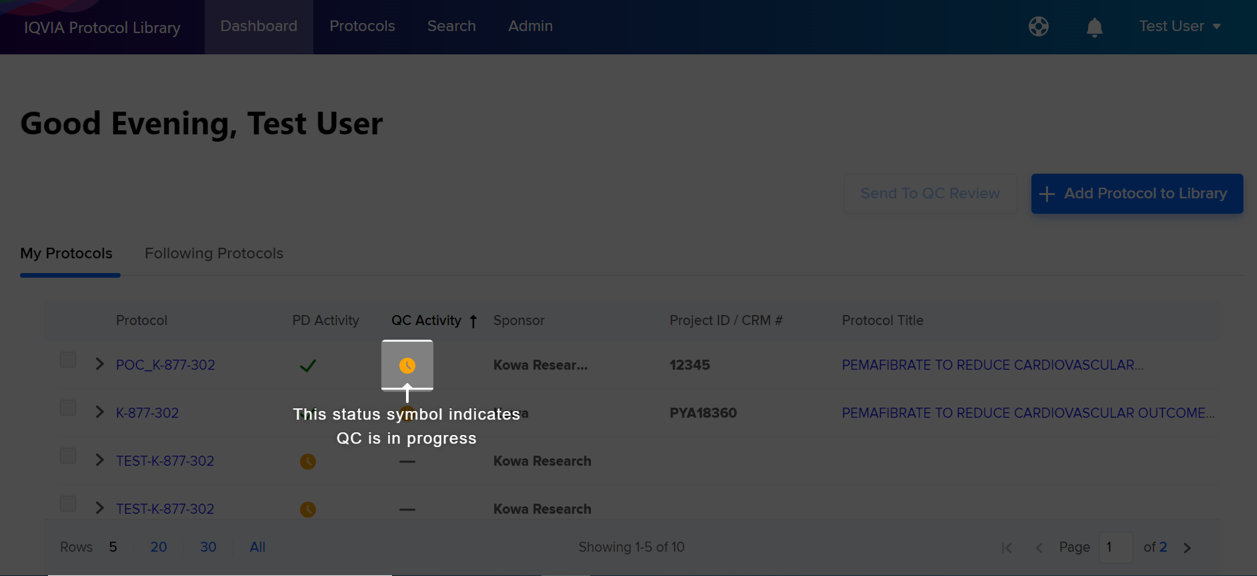 IQVIA Protocol Library Dashboard Protocols Search Admin Test User
Good Evening, Test User
Send To QC Review + Add Protocol to Library
My Protocols Following Protocols
Protocol PD Activity QC Activity ↑ Sponsor Project ID / CRM # Protocol Title
POC_K-877-302 Kowa Resear... 12345 PEMAFIBRATE TO REDUCE CARDIOVASCULAR...
K-877-302 PYA18360 PEMAFIBRATE TO REDUCE CARDIOVASCULAR OUTCOME...
This status symbol indicates
QC is in progress
TEST-K-877-302 — Kowa Research
TEST-K-877-302 — Kowa Research
Rows 5 20 30 All Showing 1-5 of 10 Page 1 of 2